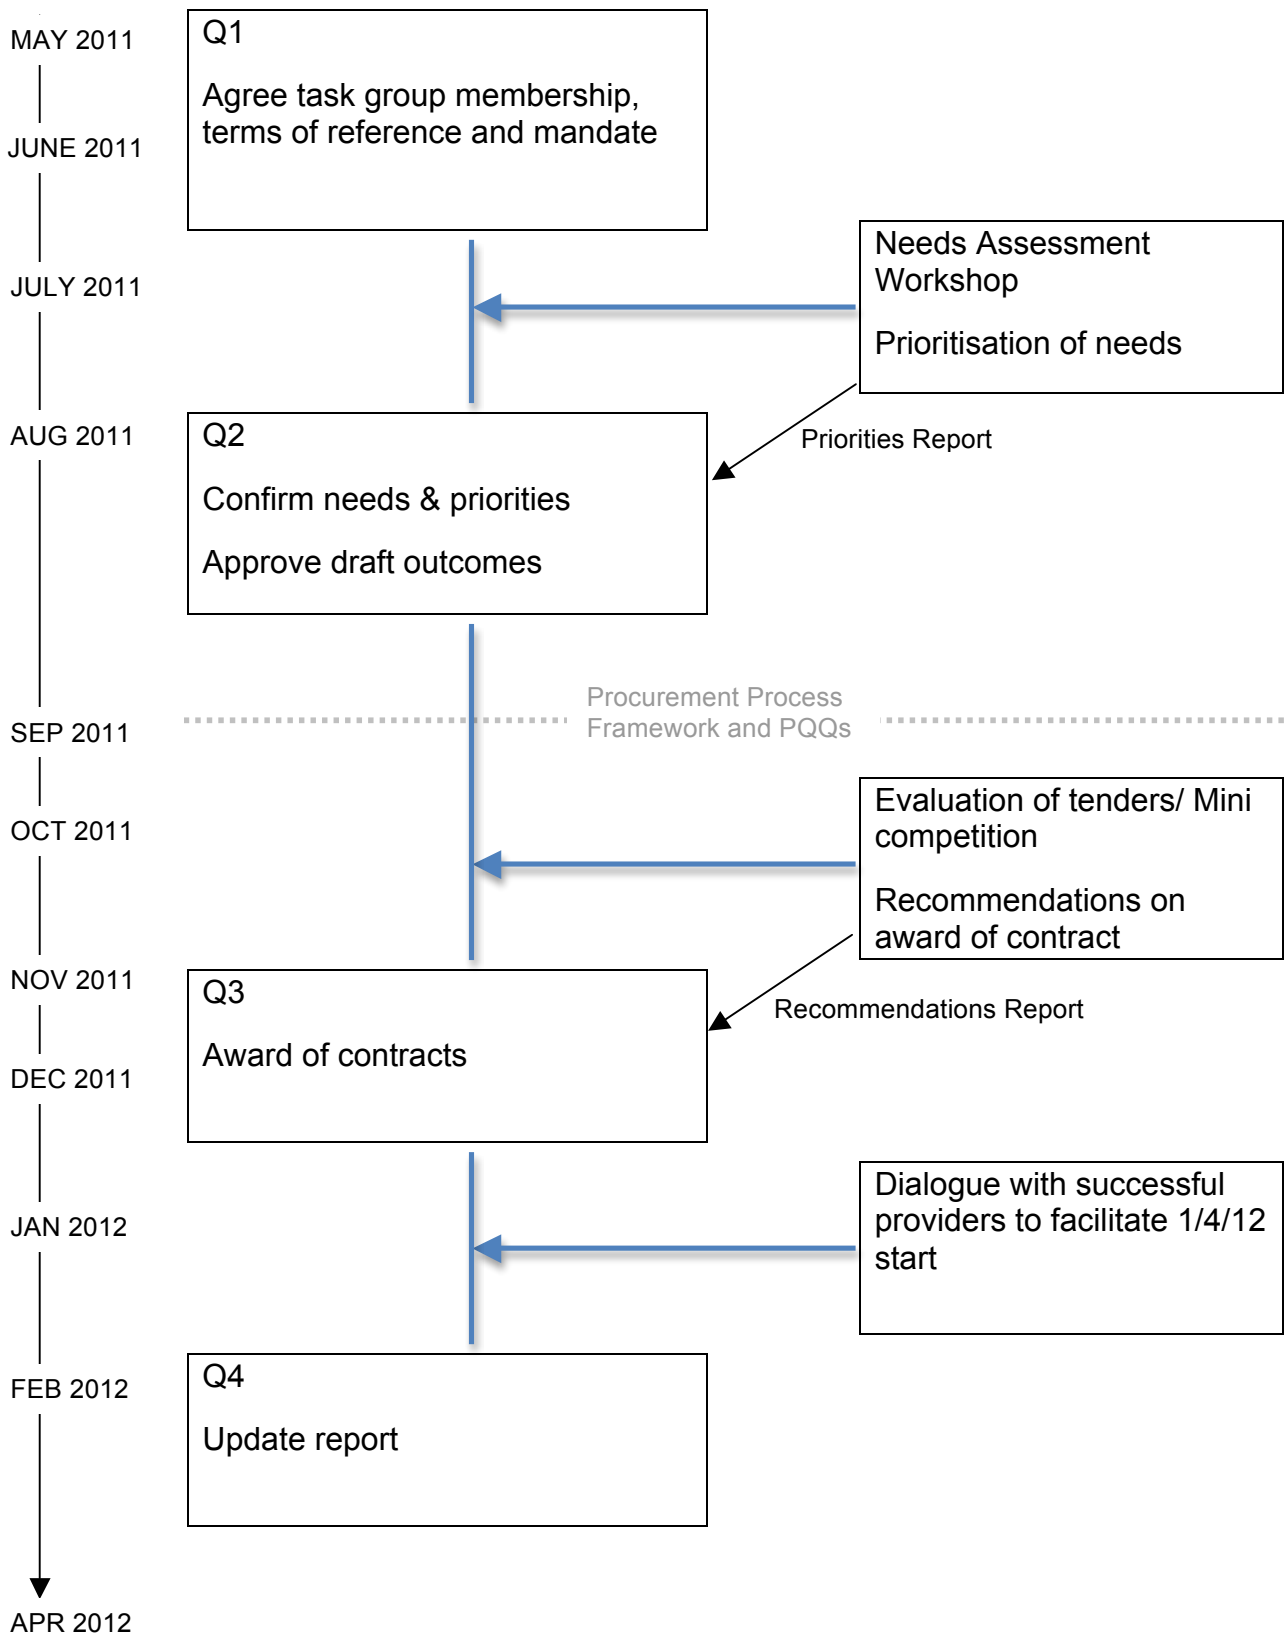 MAY 2011
JUNE 2011
JULY 2011
AUG 2011
SEP 2011
OCT 2011
NOV 2011
DEC 2011
JAN 2012
FEB 2012
APR 2012
Q1
Agree task group membership,
terms of reference and mandate
Needs Assessment
Workshop
Prioritisation of needs
Priorities Report
Q2
Confirm needs & priorities
Approve draft outcomes
Procurement Process
Framework and PQQs
Evaluation of tenders/ Mini
competition
Recommendations on
award of contract
Recommendations Report
Q3
Award of contracts
Dialogue with successful
providers to facilitate 1/4/12
start
Q4
Update report